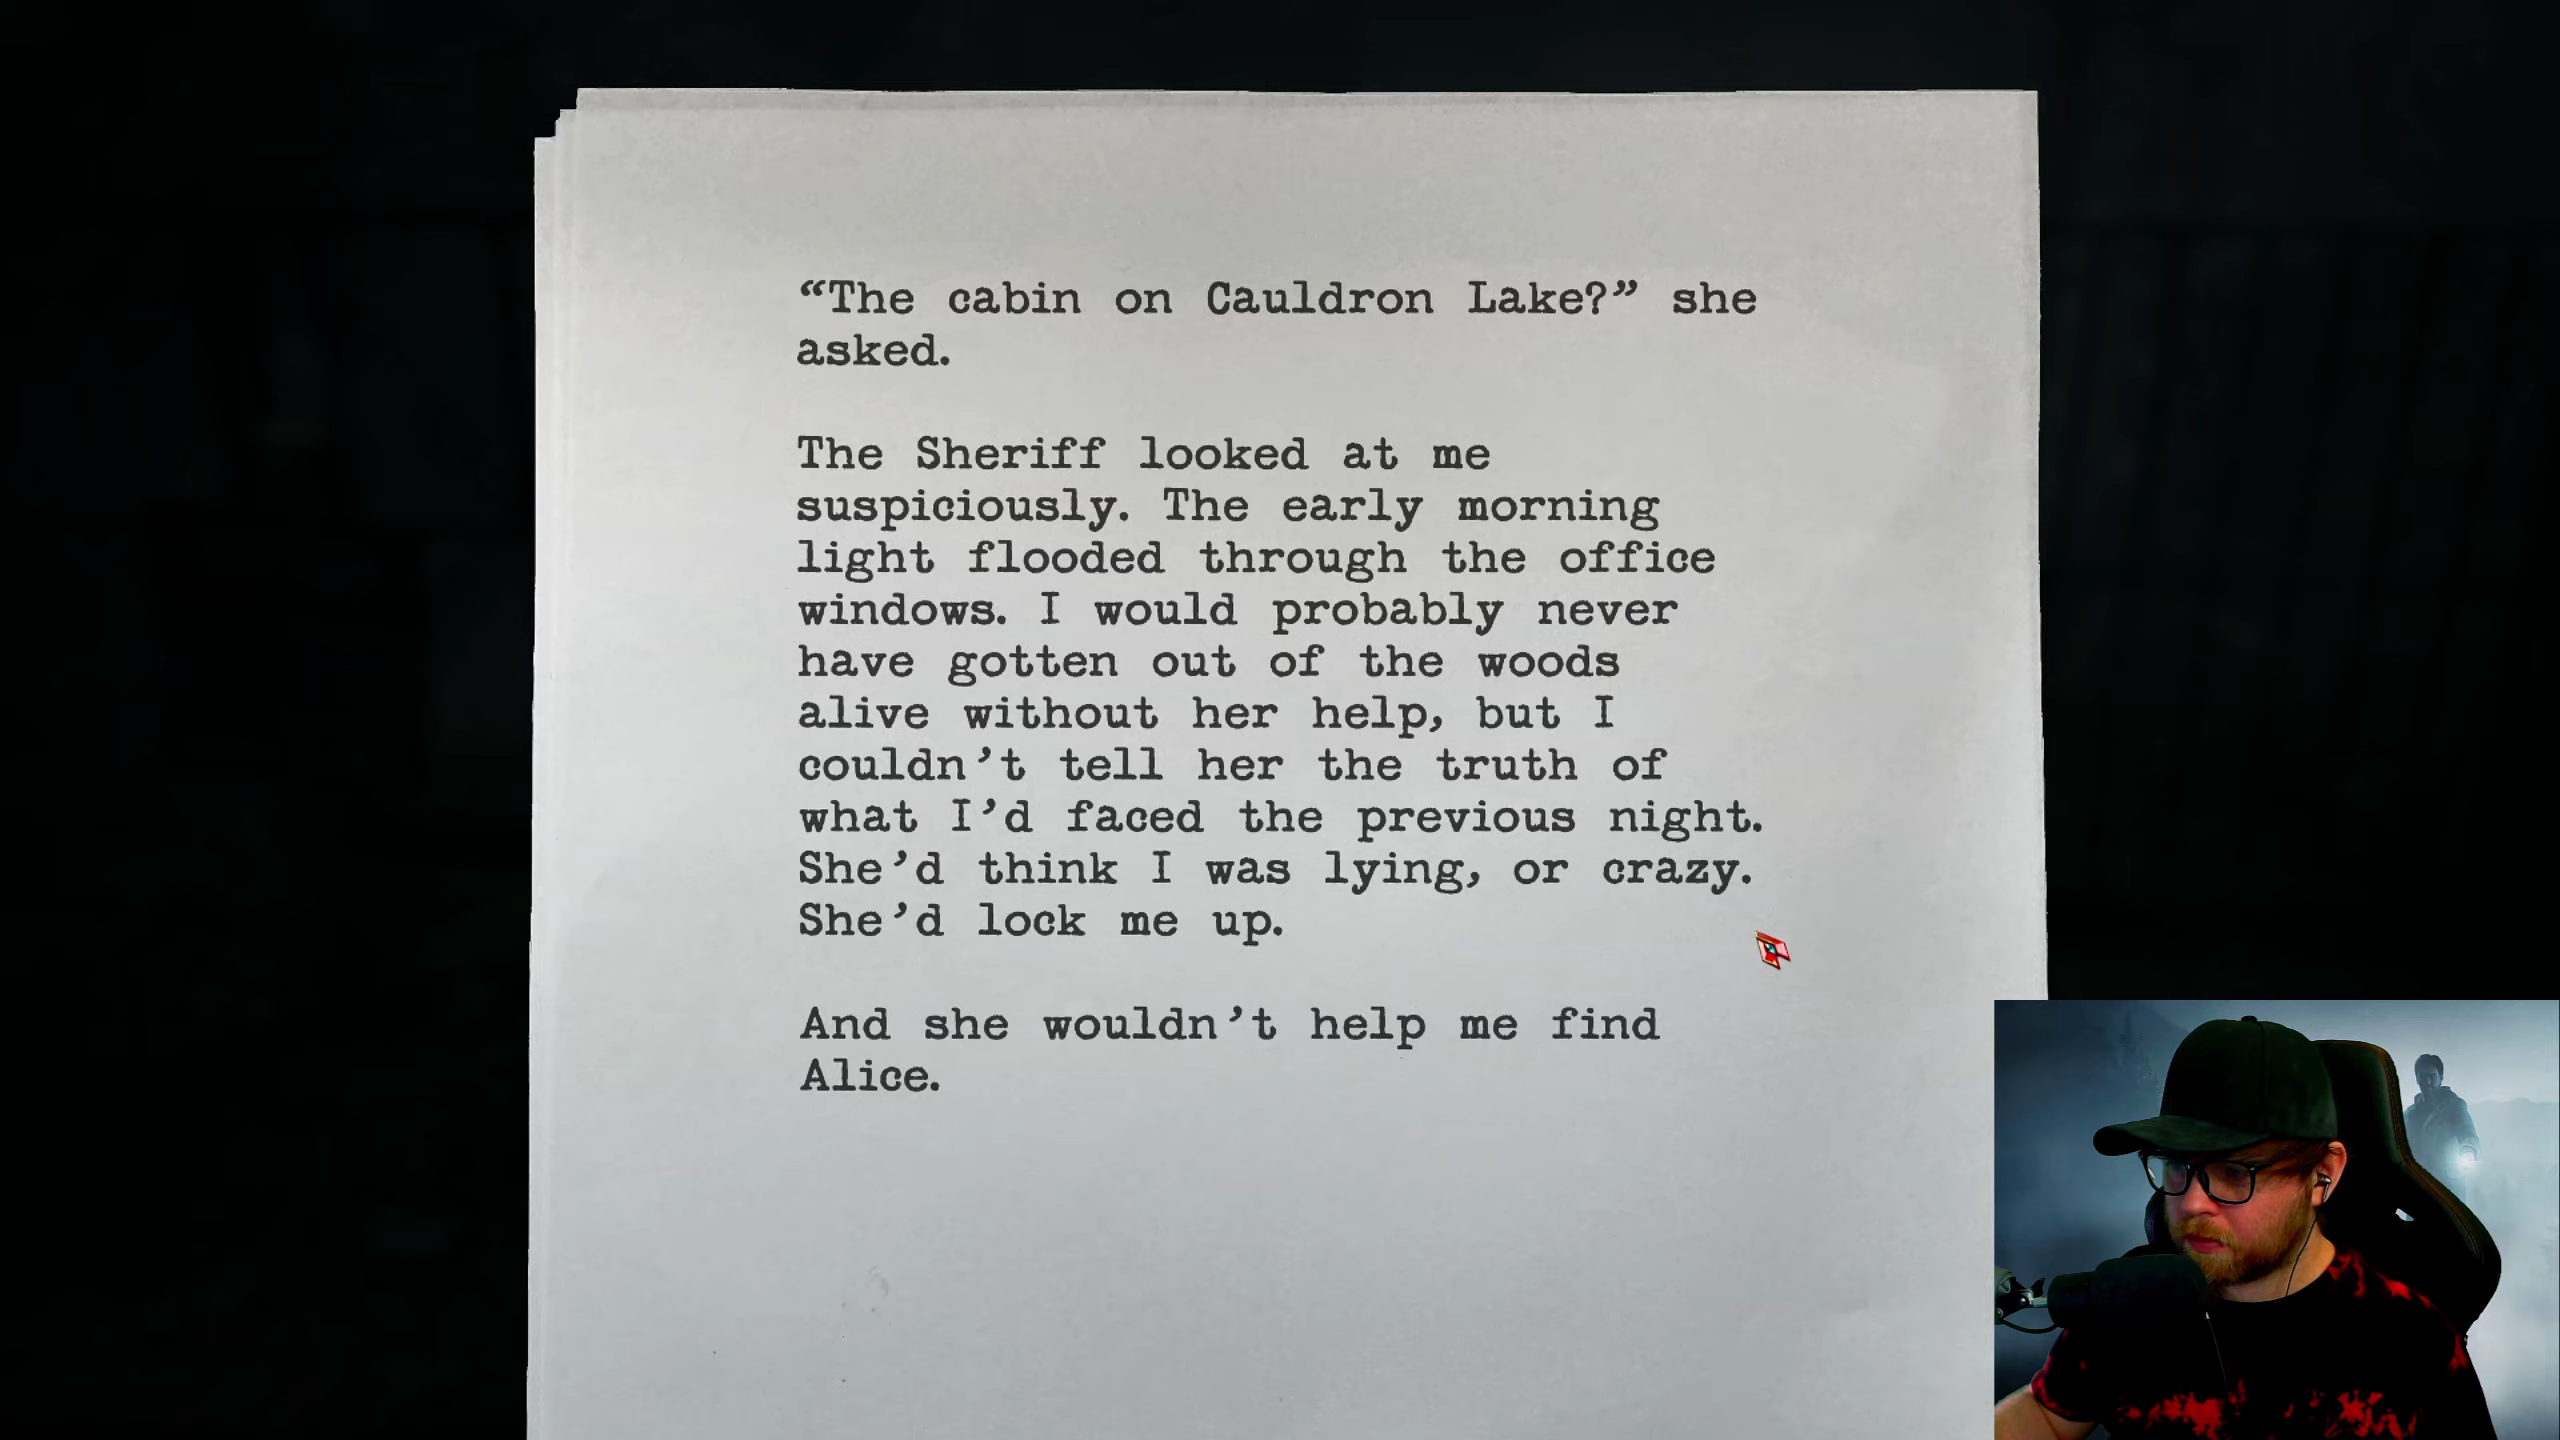 “The cabin on Cauldron Lake?” she
asked.
The Sheriff looked at me
suspiciously. The early morning
light flooded through the office
windows. I would probably never
have gotten out of the woods
alive without her help, but I
couldn’t tell her the truth of
what I’d faced the previous night.
She’d think I was lying, or crazy.
She’d lock me up.
And she wouldn’t help me find
Alice.